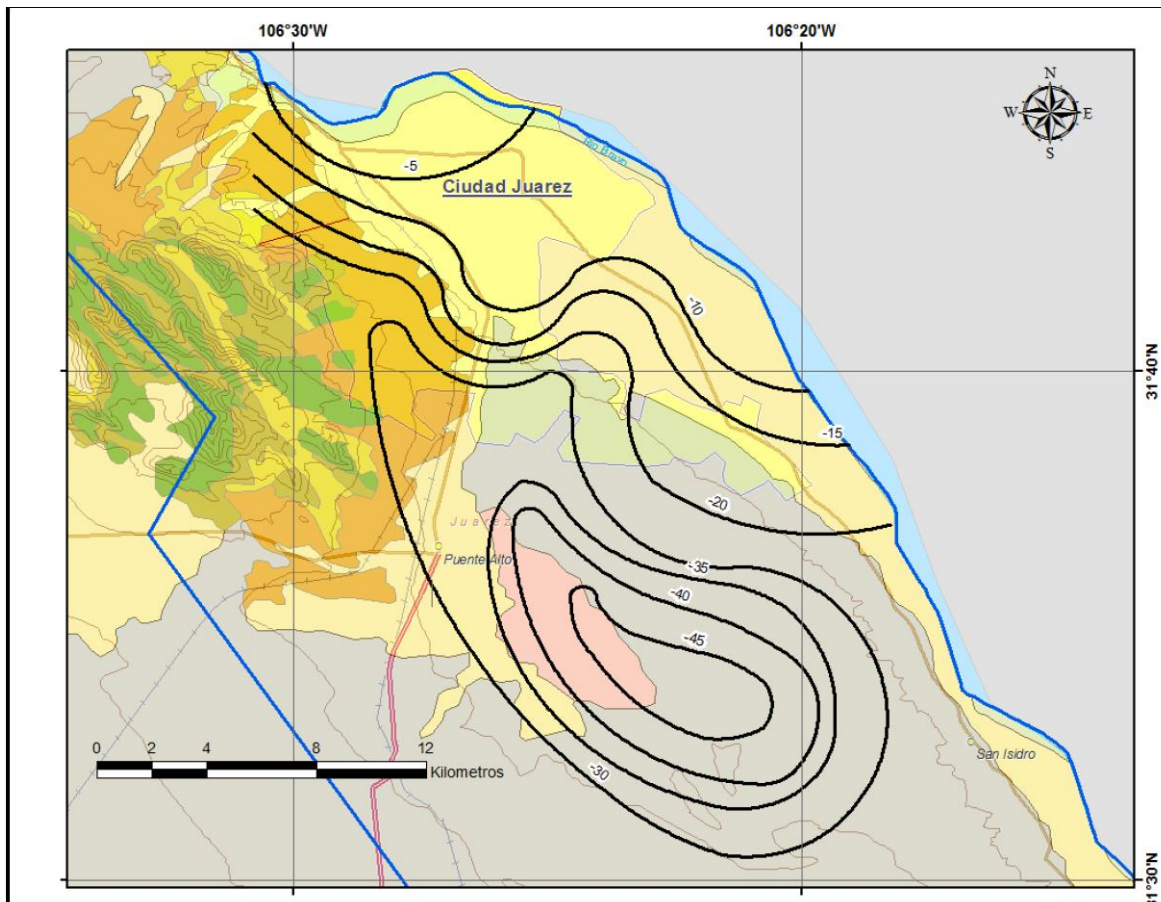 106°30'W
106°20'W
N
W
E
S
-5
Rio Bravo
Ciudad Juarez
-10
31°40'N
-15
-20
Juarez
Puente Alto
-35
-40
-45
0
2
4
8
12
Kilometros
-30
San Isidro
31°30'N